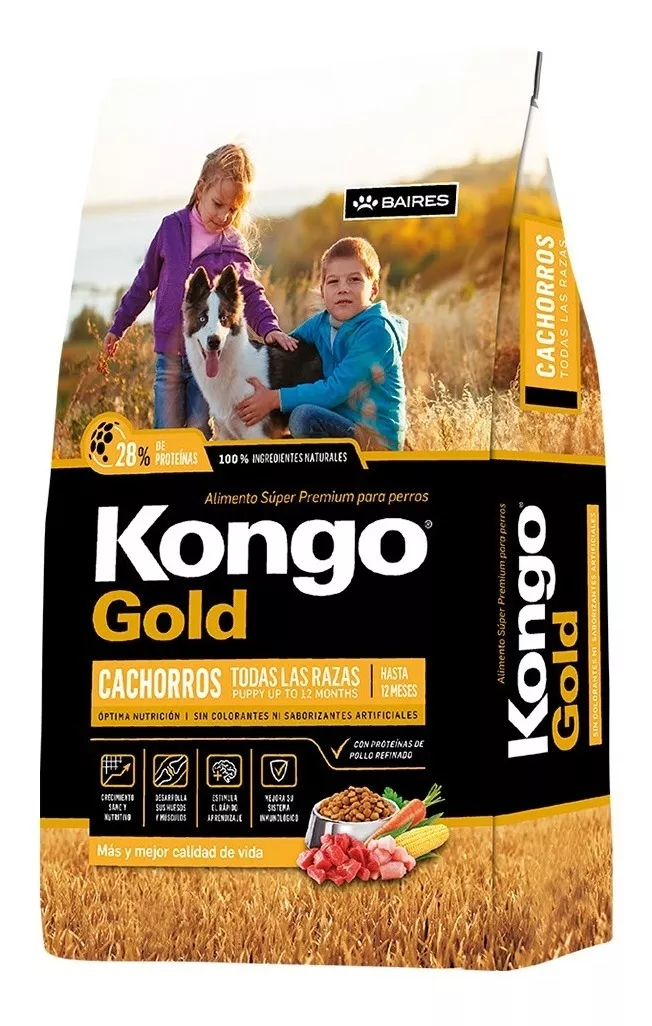 BAIRES
28% DE PROTEÍNAS
100% INGREDIENTES NATURALES
Alimento Súper Premium para perros
Kongo®
Gold
CACHORROS
TODAS LAS RAZAS
PUPPY UP TO 12 MONTHS
HASTA
12 MESES
ÓPTIMA NUTRICIÓN | SIN COLORANTES NI SABORIZANTES ARTIFICIALES
CON PROTEÍNAS DE
POLLO REFINADO
CRECIMIENTO
SANO Y
NUTRITIVO
DESARROLLA
SUS HUESOS
Y MÚSCULOS
ESTIMULA
EL RÁPIDO
APRENDIZAJE
MEJORA SU
SISTEMA
INMUNOLÓGICO
Más y mejor calidad de vida
CACHORROS
TODAS LAS RAZAS
Alimento Súper Premium para perros
Kongo®
Gold
SIN COLORANTES NI SABORIZANTES ARTIFICIALES